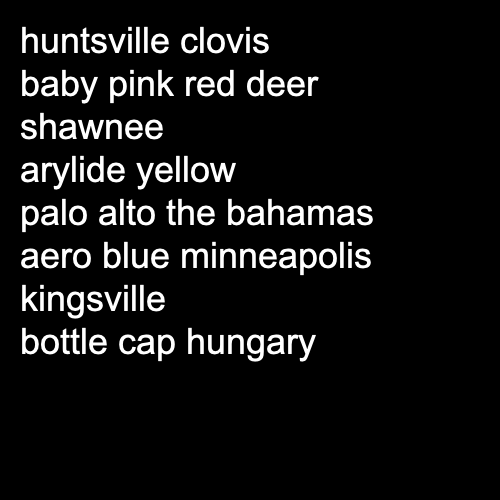 huntsville clovis
baby pink red deer
shawnee
arylide yellow
palo alto the bahamas
aero blue minneapolis
kingsville
bottle cap hungary